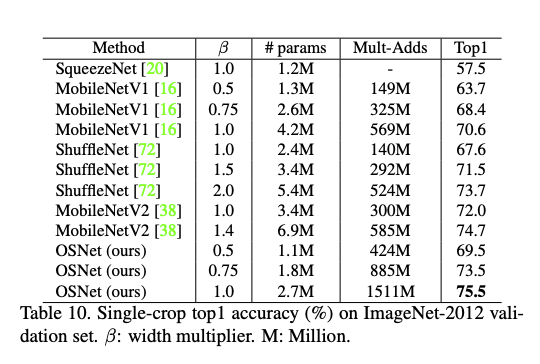 Method β # params Mult-Adds Top1
SqueezeNet [20] 1.0 1.2M - 57.5
MobileNetV1 [16] 0.5 1.3M 149M 63.7
MobileNetV1 [16] 0.75 2.6M 325M 68.4
MobileNetV1 [16] 1.0 4.2M 569M 70.6
ShuffleNet [72] 1.0 2.4M 140M 67.6
ShuffleNet [72] 1.5 3.4M 292M 71.5
ShuffleNet [72] 2.0 5.4M 524M 73.7
MobileNetV2 [38] 1.0 3.4M 300M 72.0
MobileNetV2 [38] 1.4 6.9M 585M 74.7
OSNet (ours) 0.5 1.1M 424M 69.5
OSNet (ours) 0.75 1.8M 885M 73.5
OSNet (ours) 1.0 2.7M 1511M 75.5
Table 10. Single-crop top1 accuracy (%) on ImageNet-2012 vali-
dation set. β: width multiplier. M: Million.